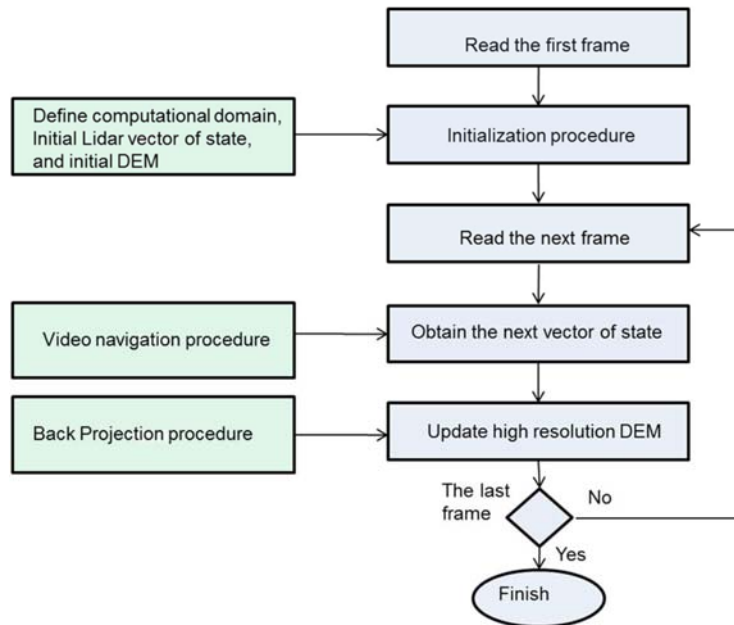 Read the first frame
Define computational domain,
Initial Lidar vector of state,
and initial DEM
Initialization procedure
Read the next frame
Video navigation procedure
Obtain the next vector of state
Back Projection procedure
Update high resolution DEM
The last
frame
No
Yes
Finish